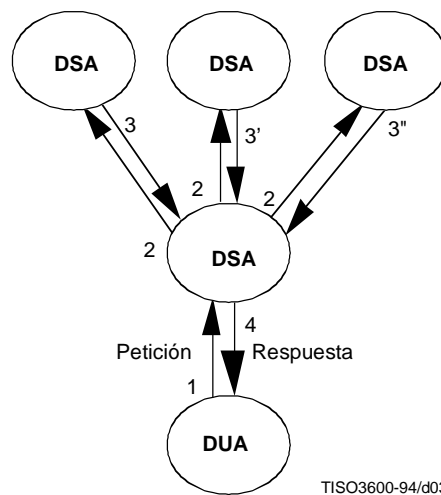 DSA DSA DSA
3
3'
3"
2
2
2
DSA
4
Petición Respuesta
1
DUA
TISO3600-94/d03